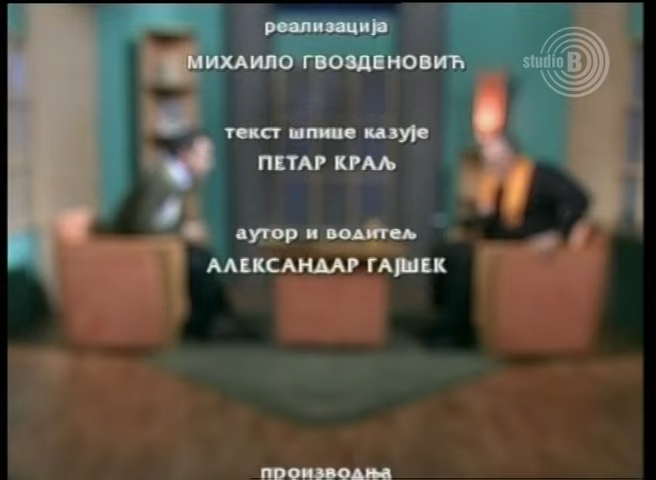 реализација
studio B
МИХАИЛО ГВОЗДЕНОВИЋ
текст шпице казује
ПЕТАР КРАЉ
аутор и водитељ
АЛЕКСАНДАР ГАЈШЕК
производња